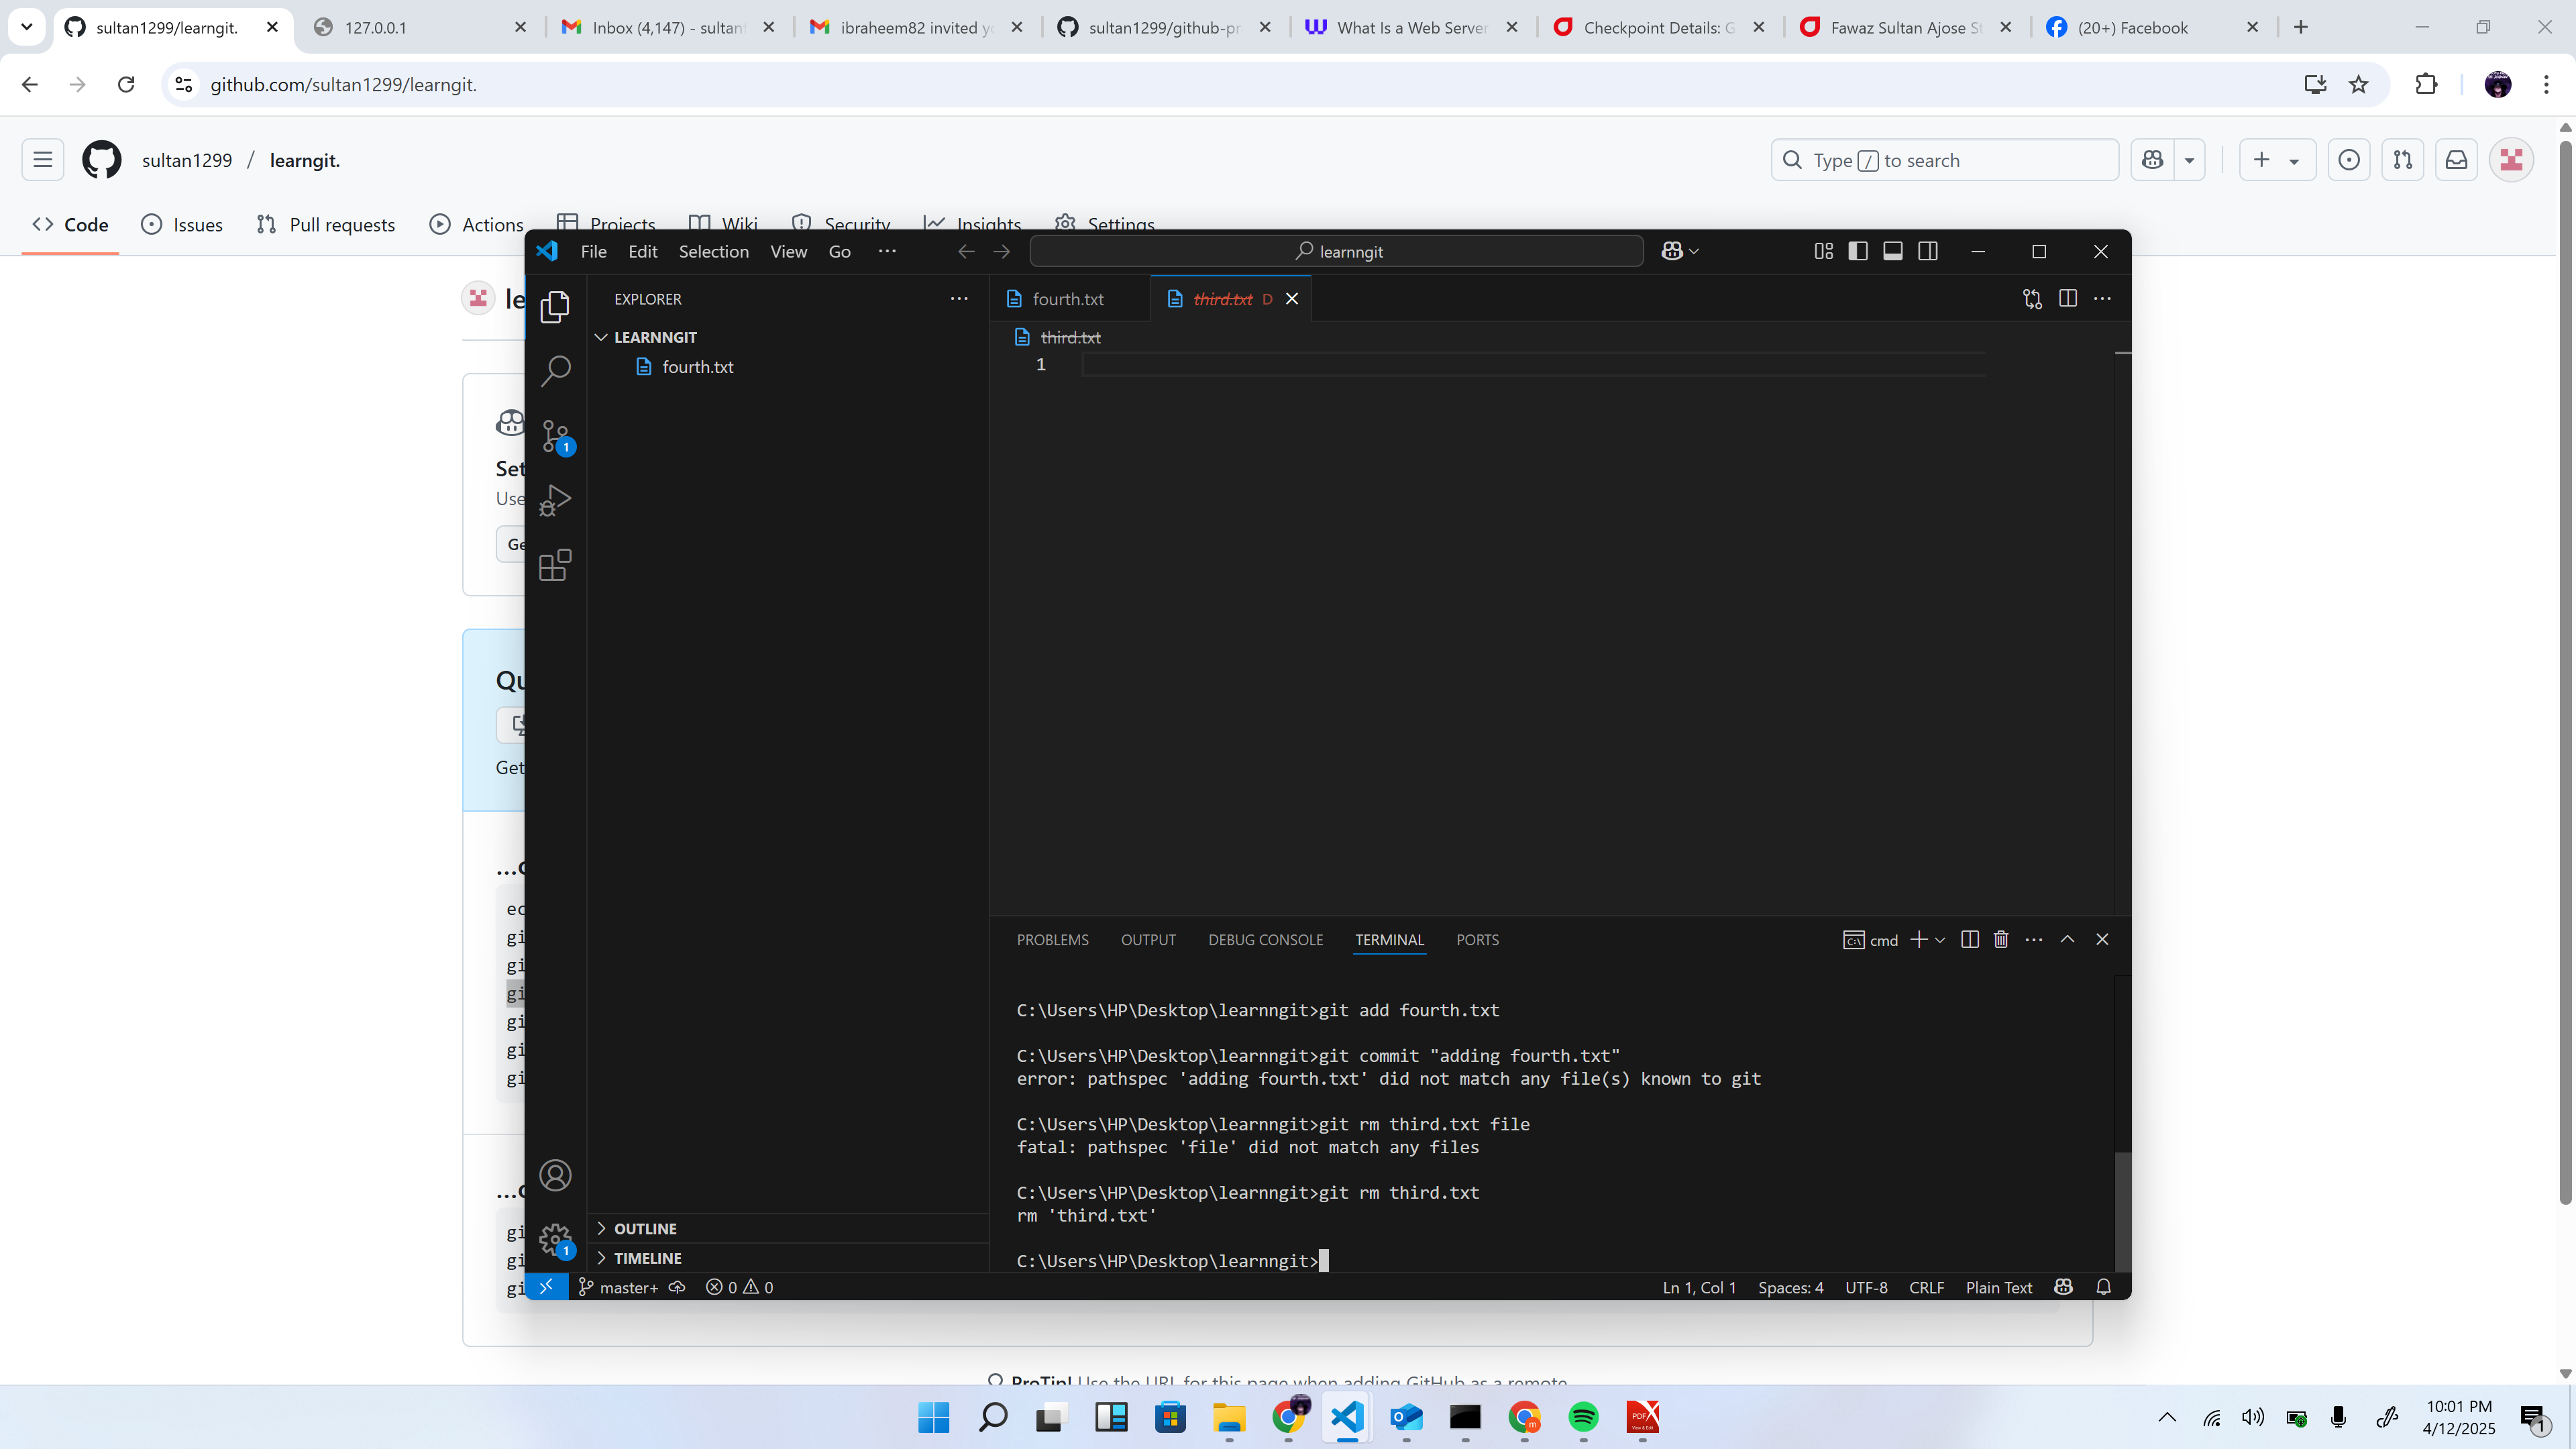 sultan1299/learngit.
127.0.0.1
Inbox (4,147) - sultanf
ibraheem82 invited yo
sultan1299/github-pr
What Is a Web Server
Checkpoint Details: G
Fawaz Sultan Ajose St
(20+) Facebook
github.com/sultan1299/learngit.
sultan1299 / learngit.
Type / to search
Code
Issues
Pull requests
Actions
Projects
Wiki
Security
Insights
Settings
le
Set
Use
Ge
Qu
Get
File Edit Selection View Go ...
learnngit
EXPLORER
LEARNNGIT
fourth.txt
fourth.txt
third.txt D
third.txt
1
1
1
OUTLINE
TIMELINE
PROBLEMS OUTPUT DEBUG CONSOLE TERMINAL PORTS
cmd
C:\Users\HP\Desktop\learnngit>git add fourth.txt
C:\Users\HP\Desktop\learnngit>git commit "adding fourth.txt"
error: pathspec 'adding fourth.txt' did not match any file(s) known to git
C:\Users\HP\Desktop\learnngit>git rm third.txt file
fatal: pathspec 'file' did not match any files
C:\Users\HP\Desktop\learnngit>git rm third.txt
rm 'third.txt'
C:\Users\HP\Desktop\learnngit>
master+
0 0
Ln 1, Col 1
Spaces: 4
UTF-8
CRLF
Plain Text
ec
gi
gi
gi
gi
gi
gi
gi
gi
gi
ProTip! Use the URL for this page when adding GitHub as a remote.
10:01 PM
4/12/2025
1